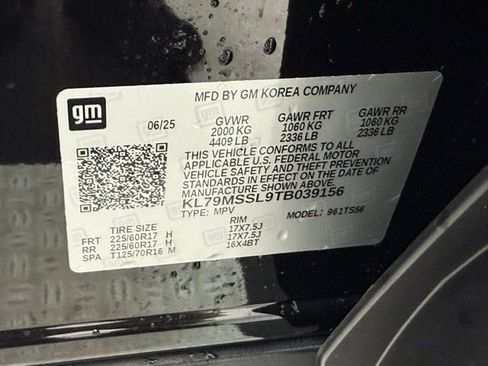 gm
MFD BY GM KOREA COMPANY
06/25 GVWR GAWR FRT GAWR RR
2000 KG 1060 KG 1060 KG
4409 LB 2336 LB 2336 LB
THIS VEHICLE CONFORMS TO ALL
APPLICABLE U.S. FEDERAL MOTOR
VEHICLE SAFETY AND THEFT PREVENTION
STANDARDS IN EFFECT ON THE DATE OF
MANUFACTURE SHOWN ABOVE.
KL79MSSL9TB039156
TYPE: MPV MODEL: 961TS56
TIRE SIZE RIM
FRT 225/60R17 H 17X7.5J
RR 225/60R17 H 17X7.5J
SPA T125/70R16 M 16X4BT